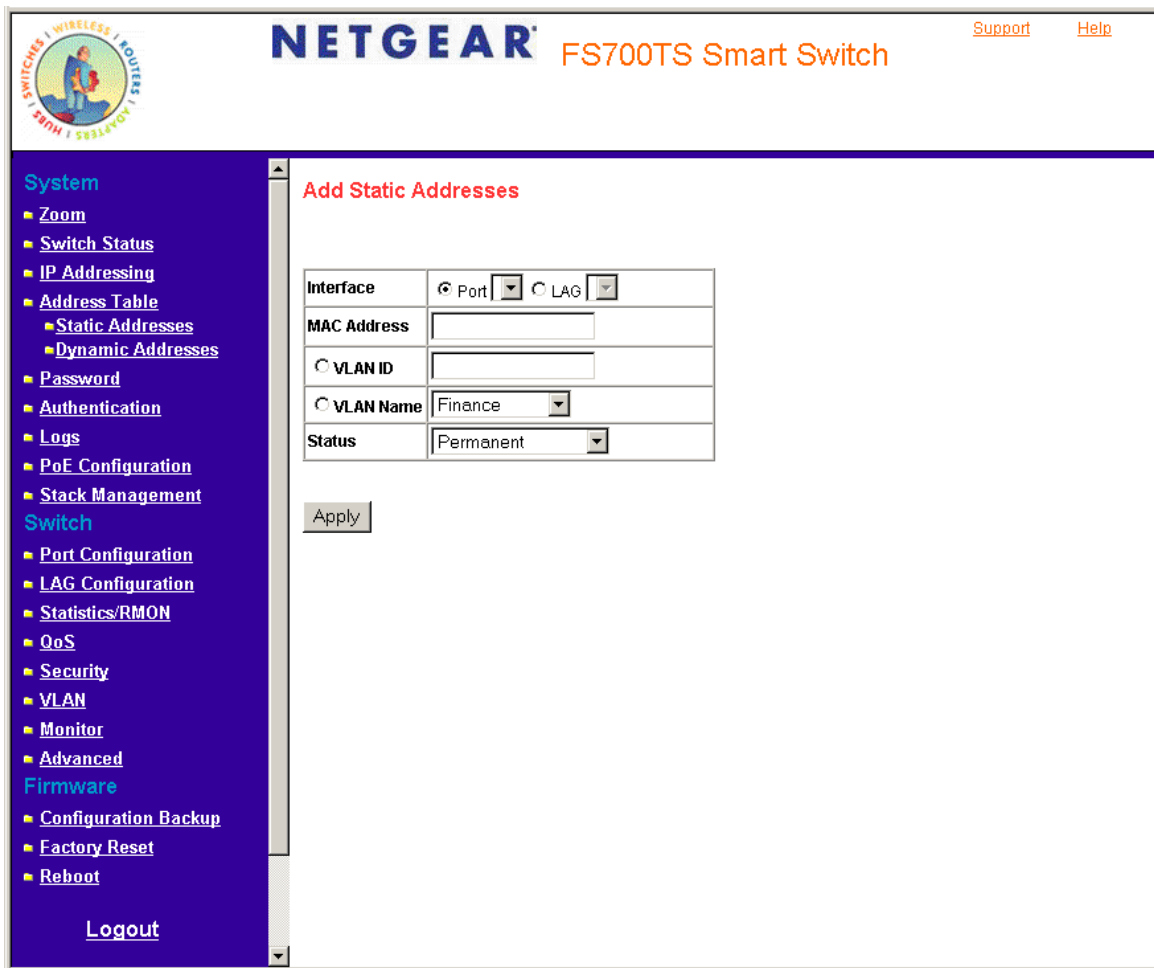 SWITCHES I WIRELESS I ROUTERS I ADAPTERS I HUBS I
NETGEAR
FS700TS Smart Switch
Support Help
System
Zoom
Switch Status
IP Addressing
Address Table
Static Addresses
Dynamic Addresses
Password
Authentication
Logs
PoE Configuration
Stack Management
Switch
Port Configuration
LAG Configuration
Statistics/RMON
QoS
Security
VLAN
Monitor
Advanced
Firmware
Configuration Backup
Factory Reset
Reboot
Logout
Add Static Addresses
Interface Port LAG
MAC Address
VLAN ID
VLAN Name Finance
Status Permanent
Apply